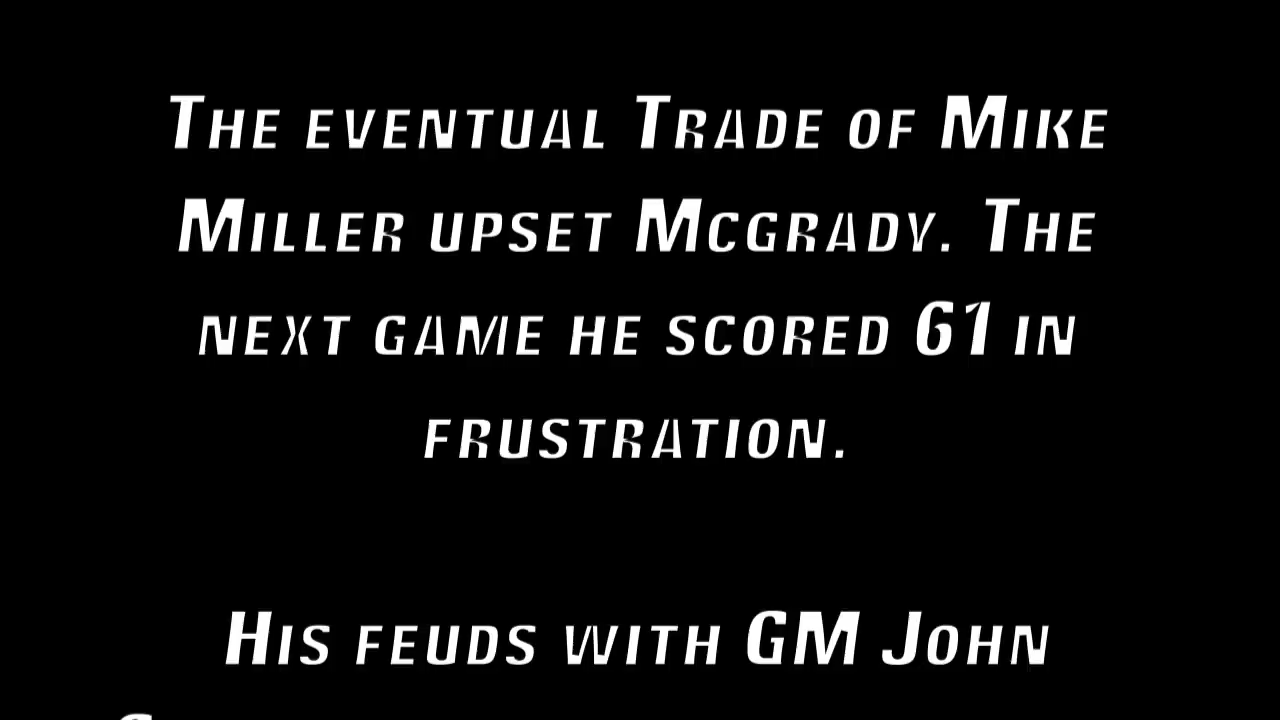 The eventual Trade of Mike
Miller upset Mcgrady. The
next game he scored 61 in
frustration.
His feuds with GM John